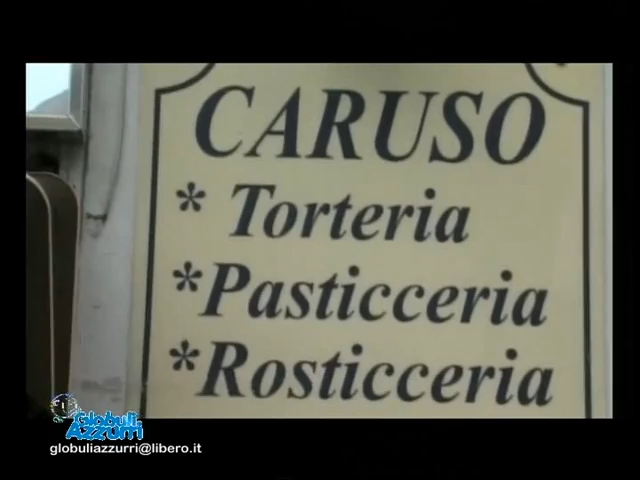 CARUSO
* Torteria
*Pasticceria
*Rosticceria
Globuli
Azzurri
globuliazzurri@libero.it